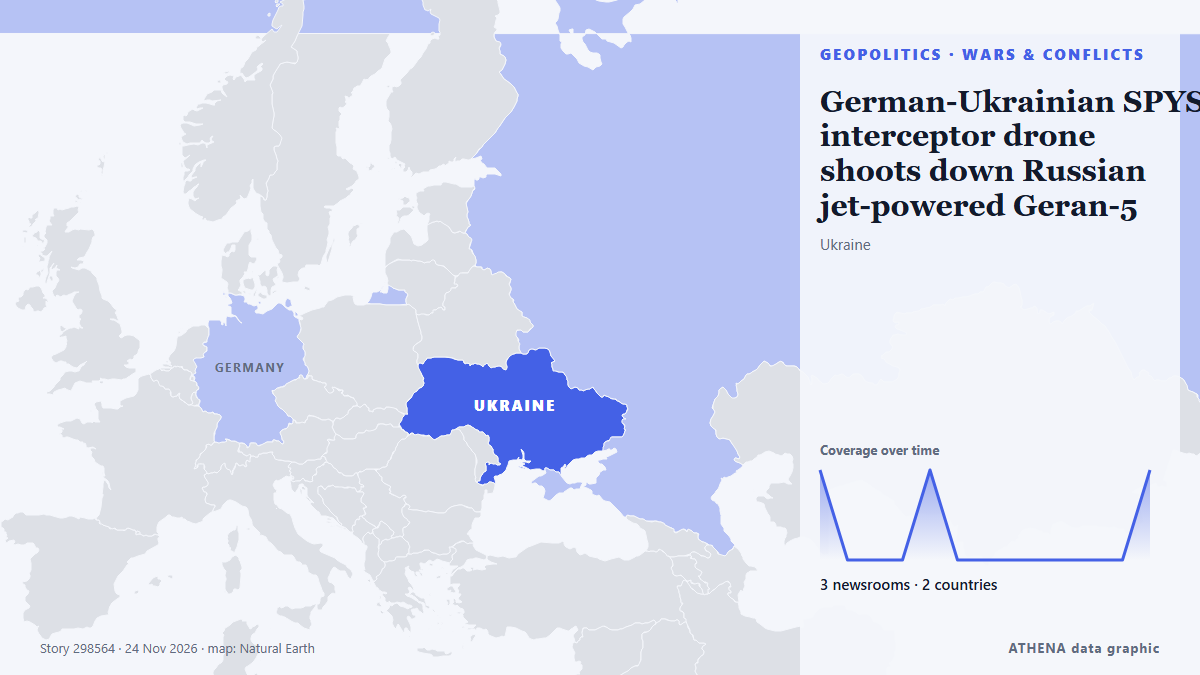 GEOPOLITICS · WARS & CONFLICTS
German-Ukrainian SPYS
interceptor drone
shoots down Russian
jet-powered Geran-5
Ukraine
GERMANY
UKRAINE
Coverage over time
3 newsrooms · 2 countries
Story 298564 · 24 Nov 2026 · map: Natural Earth
ATHENA data graphic